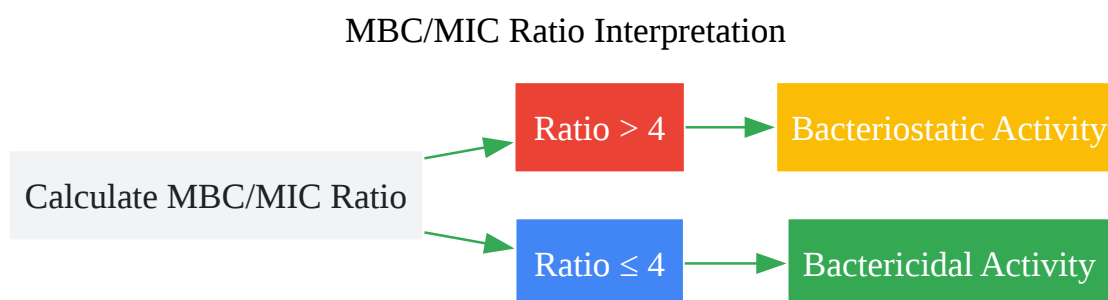 MBC/MIC Ratio Interpretation
Calculate MBC/MIC Ratio
Ratio > 4
Bacteriostatic Activity
Ratio ≤ 4
Bactericidal Activity